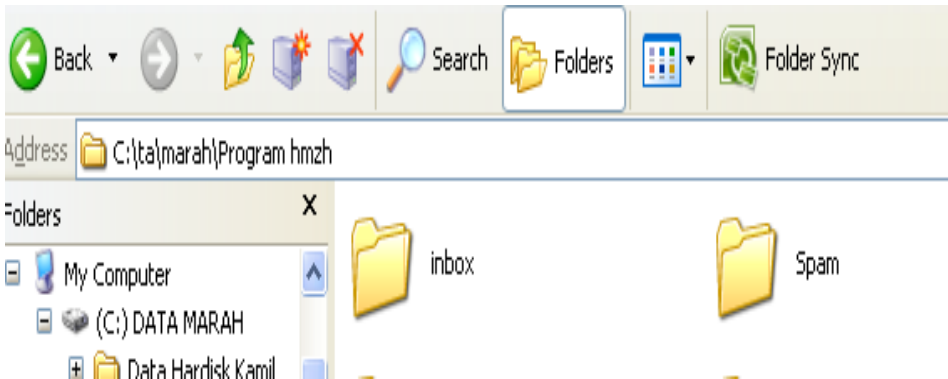 Back Search Folders Folder Sync
Address C:\ta\marah\Program hmzh
Folders X
inbox Spam
My Computer
(C:) DATA MARAH
Data Hardisk Kamil